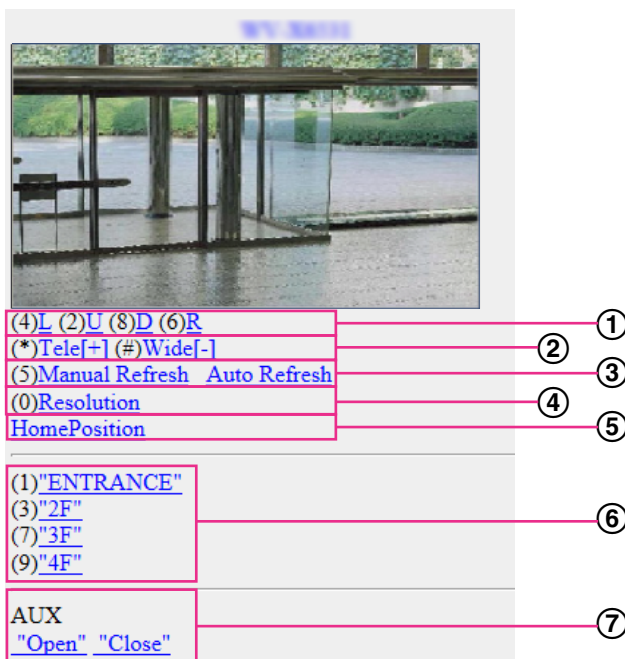 (4)L (2)U (8)D (6)R
①
(*)Tele[+] (#)Wide[-]
②
(5)Manual Refresh Auto Refresh
③
(0)Resolution
④
HomePosition
⑤
(1)"ENTRANCE"
(3)"2F"
(7)"3F"
(9)"4F"
⑥
AUX
"Open" "Close"
⑦